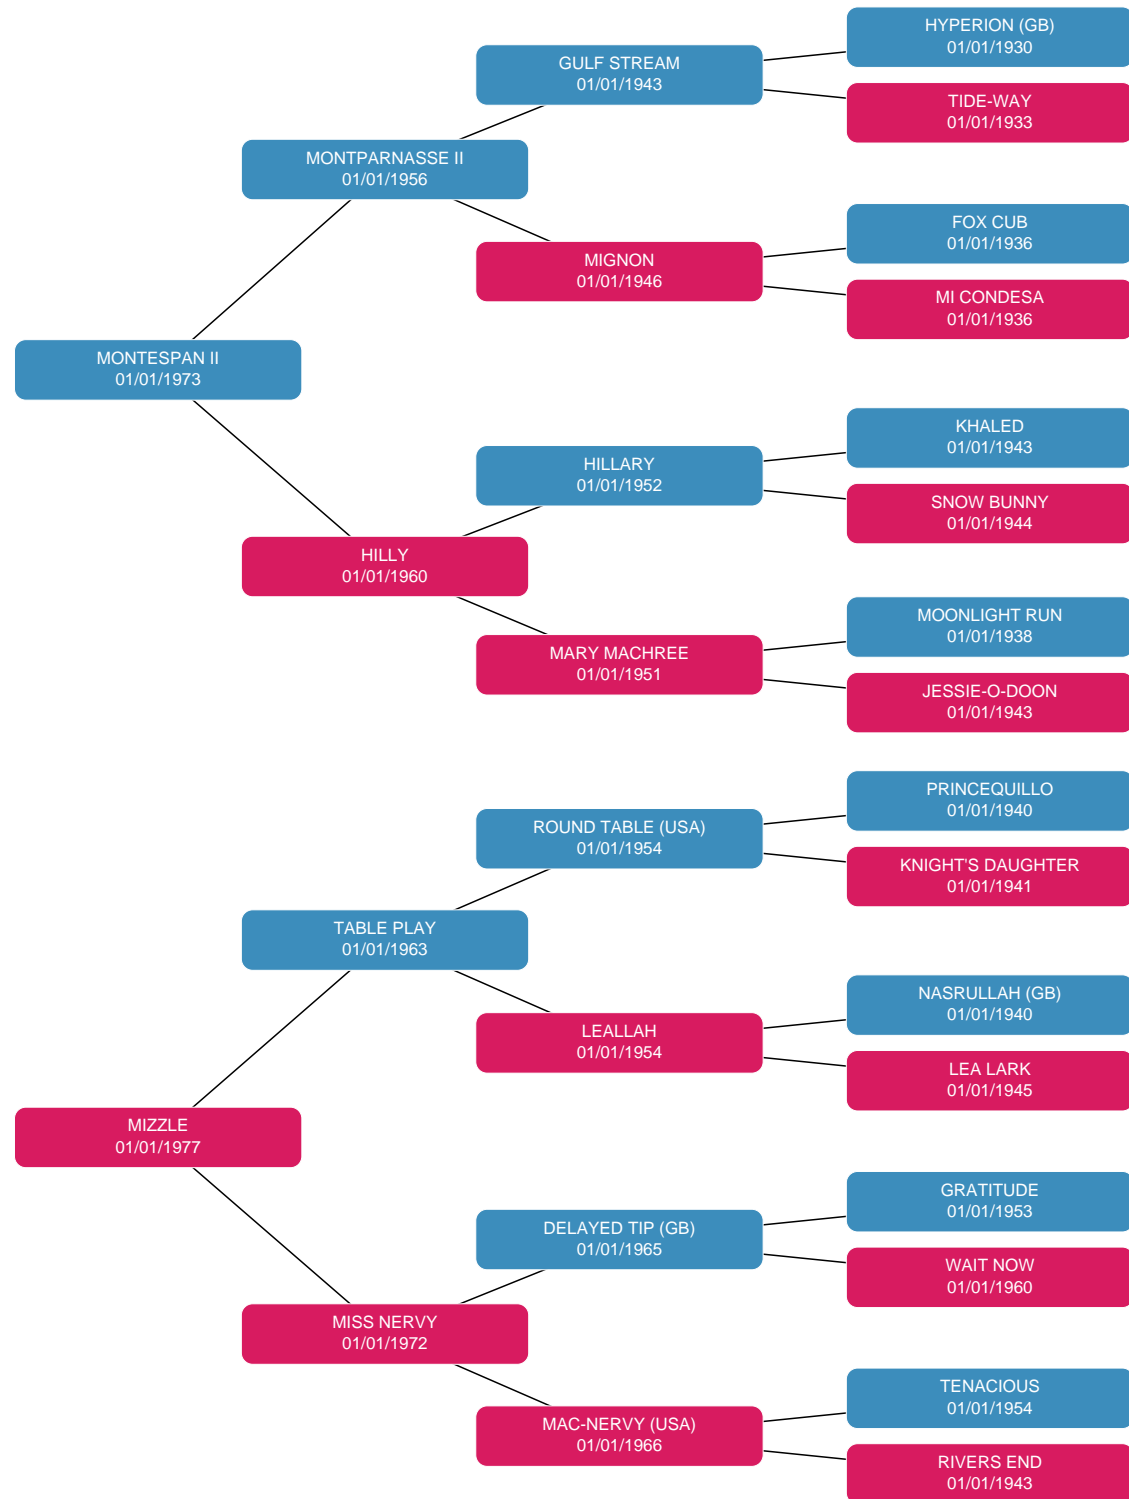 HYPERION (GB)
01/01/1930
GULF STREAM
01/01/1943
TIDE-WAY
01/01/1933
MONTPARNASSE II
01/01/1956
FOX CUB
01/01/1936
MIGNON
01/01/1946
MI CONDESA
01/01/1936
MONTESPAN II
01/01/1973
KHALED
01/01/1943
HILLARY
01/01/1952
SNOW BUNNY
01/01/1944
HILLY
01/01/1960
MOONLIGHT RUN
01/01/1938
MARY MACHREE
01/01/1951
JESSIE-O-DOON
01/01/1943
PRINCEQUILLO
01/01/1940
ROUND TABLE (USA)
01/01/1954
KNIGHT'S DAUGHTER
01/01/1941
TABLE PLAY
01/01/1963
NASRULLAH (GB)
01/01/1940
LEALLAH
01/01/1954
LEA LARK
01/01/1945
MIZZLE
01/01/1977
GRATITUDE
01/01/1953
DELAYED TIP (GB)
01/01/1965
WAIT NOW
01/01/1960
MISS NERVY
01/01/1972
TENACIOUS
01/01/1954
MAC-NERVY (USA)
01/01/1966
RIVERS END
01/01/1943